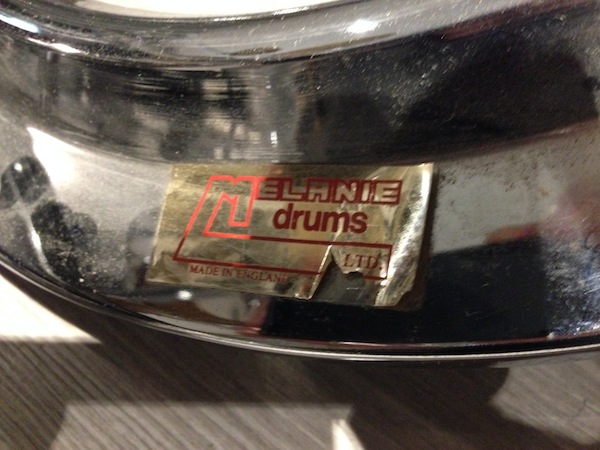 MELANIE
drums
LTD.
MADE IN ENGLAND